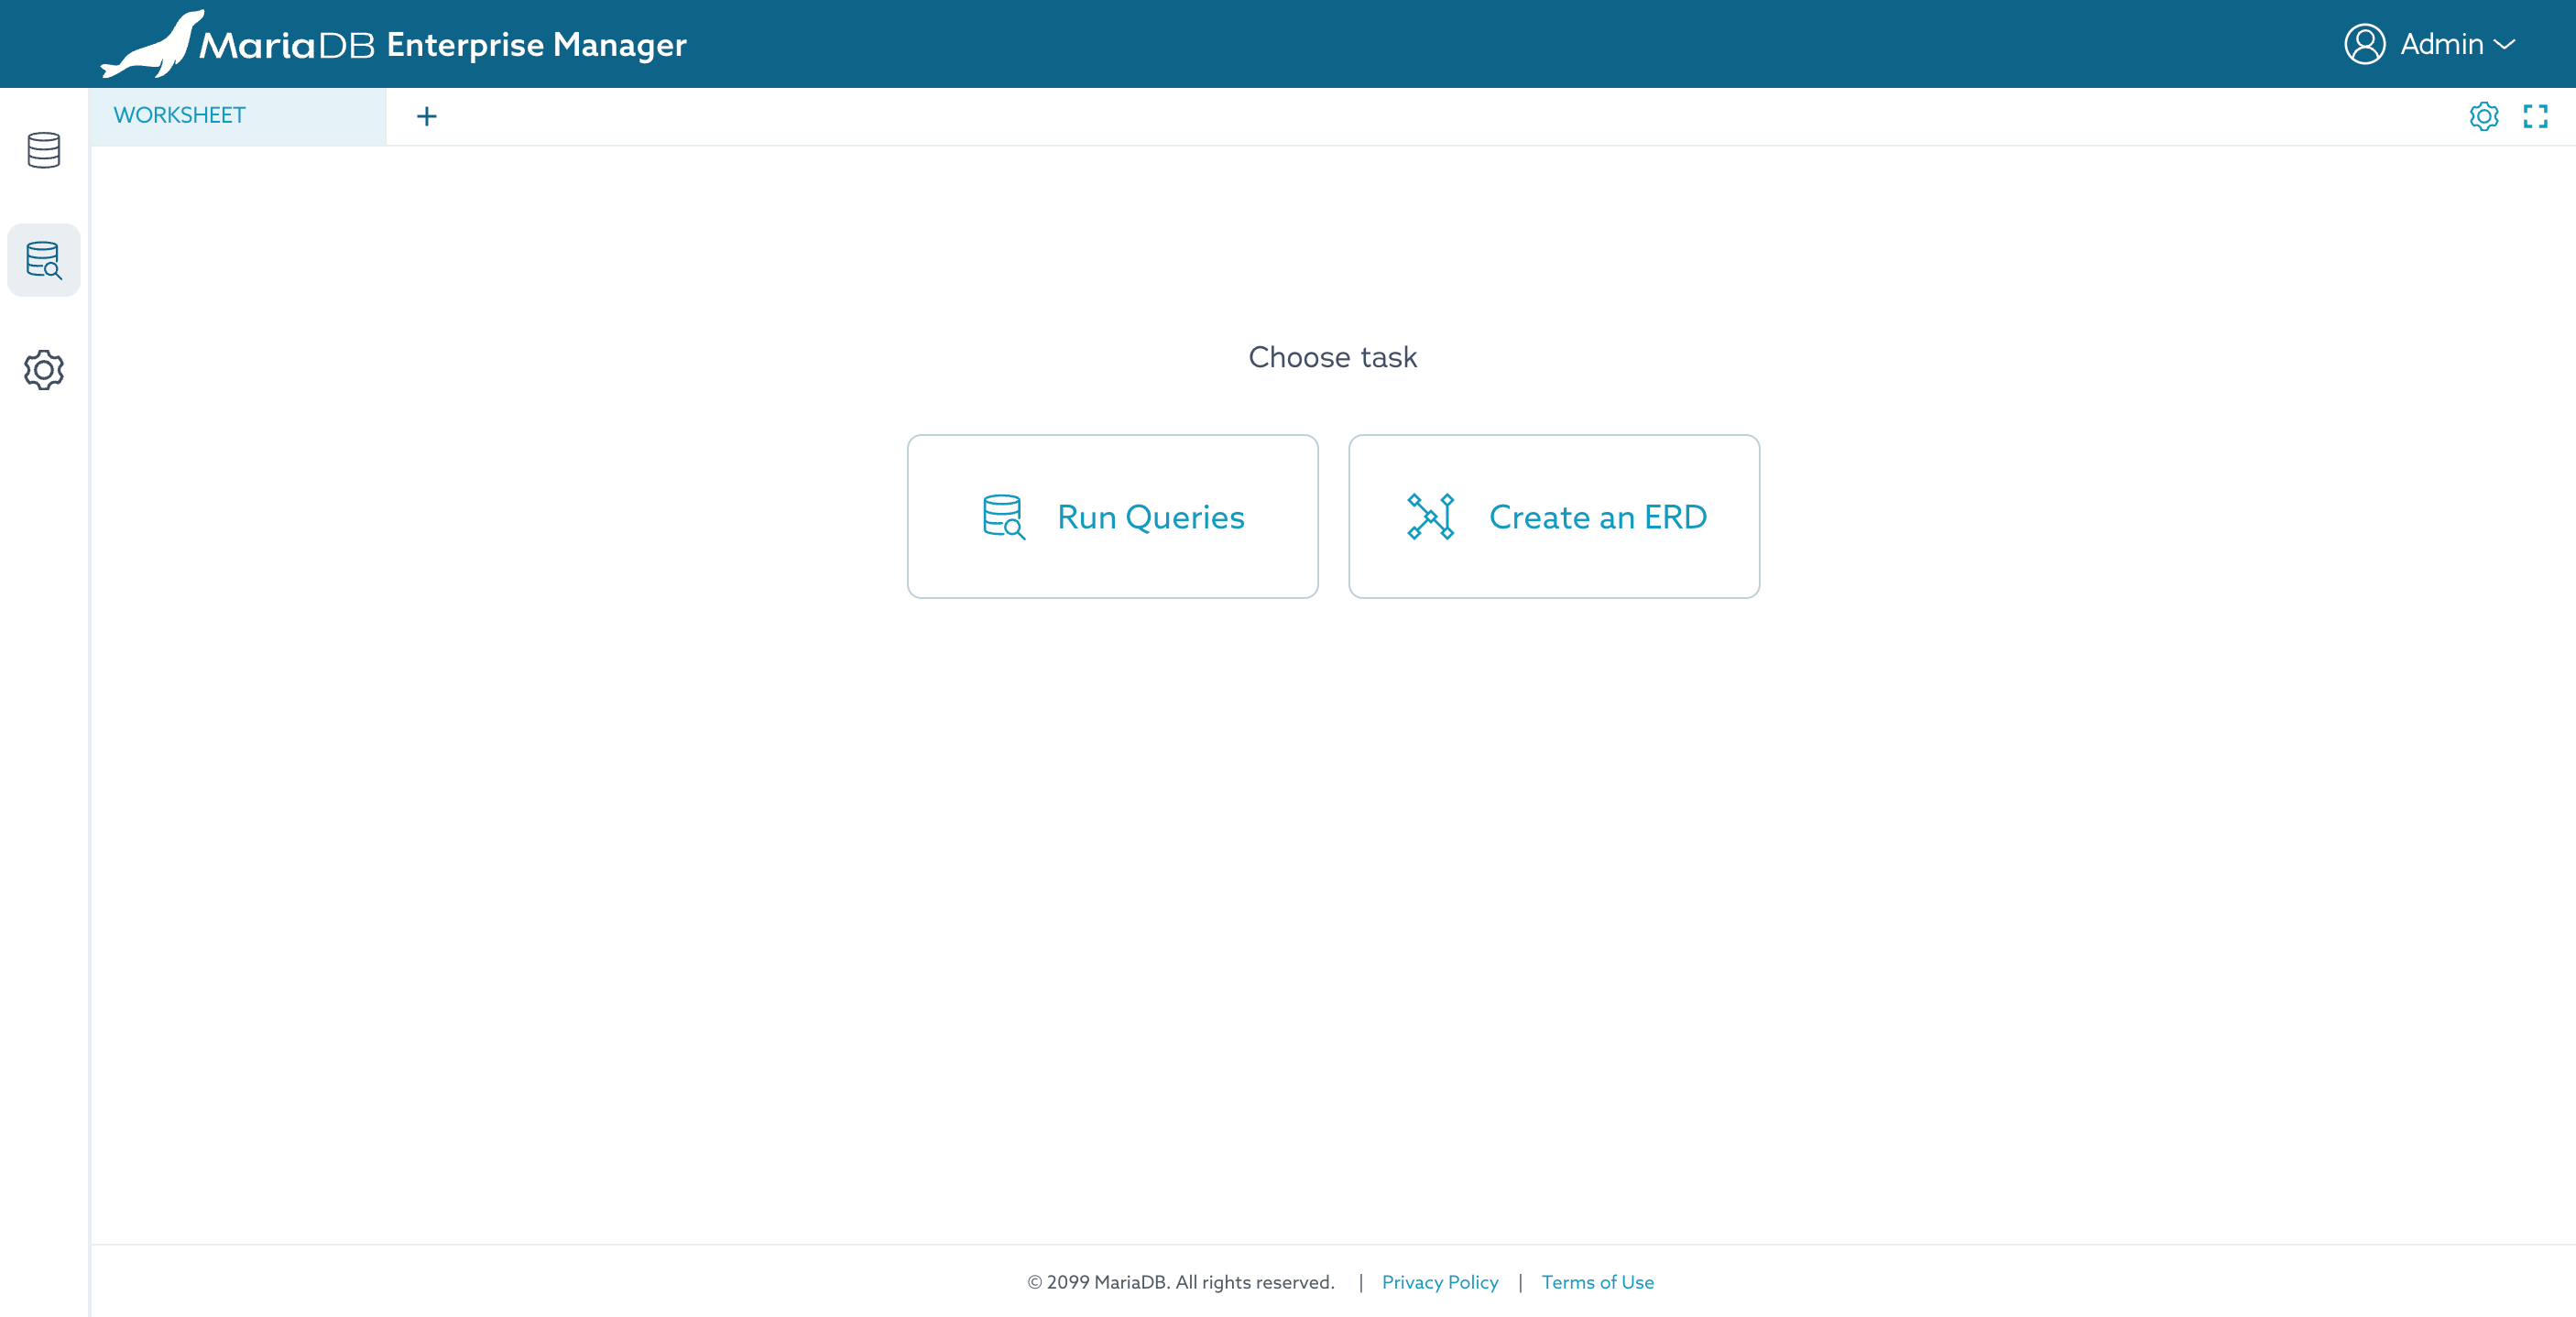 MariaDB Enterprise Manager
Admin
WORKSHEET
Choose task
Run Queries
Create an ERD
© 2099 MariaDB. All rights reserved. | Privacy Policy | Terms of Use